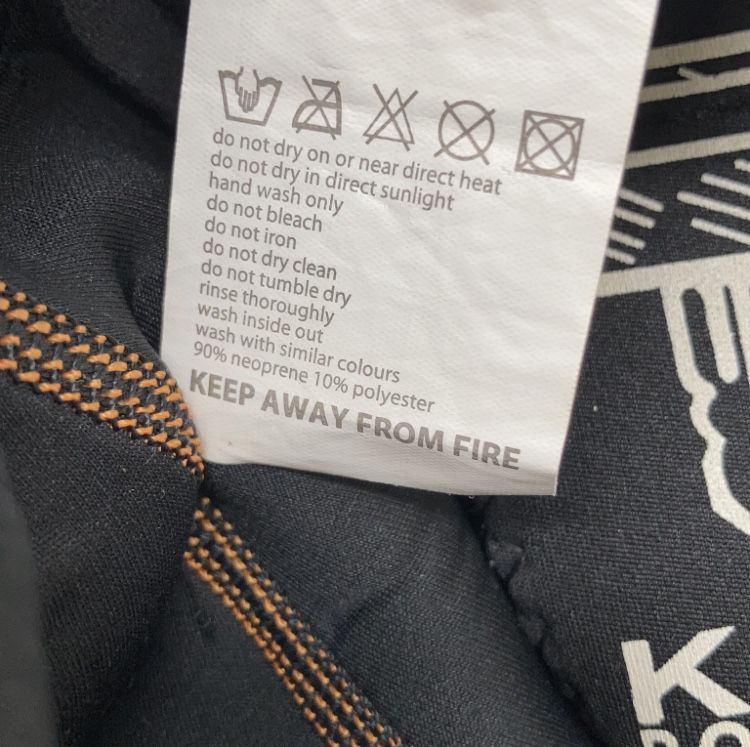 do not dry on or near direct heat
do not dry in direct sunlight
hand wash only
do not bleach
do not iron
do not dry clean
do not tumble dry
rinse thoroughly
wash inside out
wash with similar colours
90% neoprene 10% polyester
KEEP AWAY FROM FIRE
K